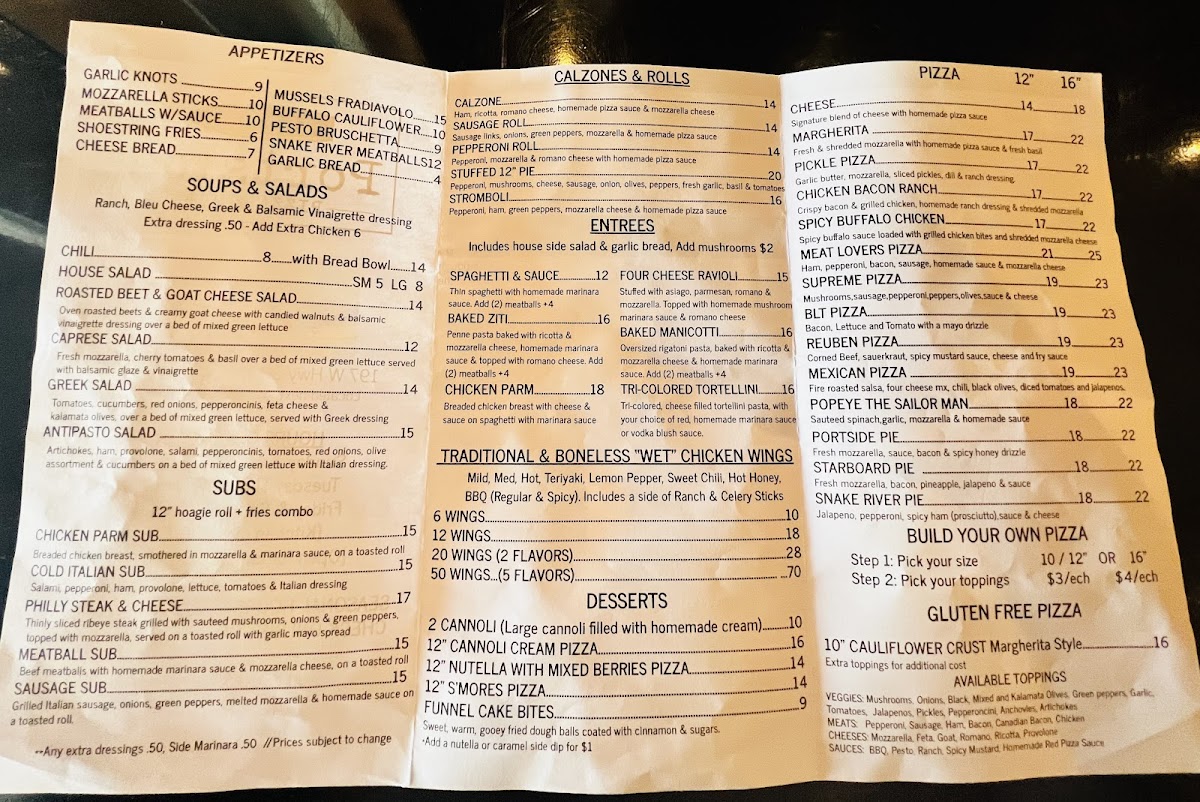 APPETIZERS
GARLIC KNOTS 9
MOZZARELLA STICKS 10
MEATBALLS W/SAUCE 10
SHOESTRING FRIES 6
CHEESE BREAD 7
MUSSELS FRADIAVOLO 15
BUFFALO CAULIFLOWER 10
PESTO BRUSCHETTA 9
SNAKE RIVER MEATBALLS12
GARLIC BREAD 4
SOUPS & SALADS
Ranch, Bleu Cheese, Greek & Balsamic Vinaigrette dressing
Extra dressing .50 - Add Extra Chicken 6
CHILI 8......with Bread Bowl.......14
HOUSE SALAD SM 5 LG 8
ROASTED BEET & GOAT CHEESE SALAD 14
Oven roasted beets & creamy goat cheese with candied walnuts & balsamic
vinaigrette dressing over a bed of mixed green lettuce
CAPRESE SALAD 12
Fresh mozzarella, cherry tomatoes & basil over a bed of mixed green lettuce served
with balsamic glaze & vinaigrette
GREEK SALAD 14
Tomatoes, cucumbers, red onions, pepperoncinis, feta cheese &
kalamata olives, over a bed of mixed green lettuce, served with Greek dressing
ANTIPASTO SALAD 15
Artichokes, ham, provolone, salami, pepperoncinis, tomatoes, red onions, olive
assortment & cucumbers on a bed of mixed green lettuce with Italian dressing.
SUBS
12" hoagie roll + fries combo
CHICKEN PARM SUB 15
Breaded chicken breast, smothered in mozzarella & marinara sauce, on a toasted roll
COLD ITALIAN SUB 15
Salami, pepperoni, ham, provolone, lettuce, tomatoes & Italian dressing
PHILLY STEAK & CHEESE 17
Thinly sliced ribeye steak grilled with sauteed mushrooms, onions & green peppers,
topped with mozzarella, served on a toasted roll with garlic mayo spread
MEATBALL SUB 15
Beef meatballs with homemade marinara sauce & mozzarella cheese, on a toasted roll
SAUSAGE SUB 15
Grilled Italian sausage, onions, green peppers, melted mozzarella & homemade sauce on
a toasted roll.
**Any extra dressings .50, Side Marinara .50 //Prices subject to change
CALZONES & ROLLS
CALZONE 14
Ham, ricotta, romano cheese, homemade pizza sauce & mozzarella cheese
SAUSAGE ROLL 14
Sausage links, onions, green peppers, mozzarella & homemade pizza sauce
PEPPERONI ROLL 14
Pepperoni, mozzarella & romano cheese with homemade pizza sauce
STUFFED 12" PIE 20
Pepperoni, mushrooms, cheese, sausage, onion, olives, peppers, fresh garlic, basil & tomatoes
STROMBOLI 16
Pepperoni, ham, green peppers, mozzarella cheese & homemade pizza sauce
ENTREES
Includes house side salad & garlic bread, Add mushrooms $2
SPAGHETTI & SAUCE 12
Thin spaghetti with homemade marinara
sauce. Add (2) meatballs +4
BAKED ZITI 16
Penne pasta baked with ricotta &
mozzarella cheese, homemade marinara
sauce & topped with romano cheese. Add
(2) meatballs +4
CHICKEN PARM 18
Breaded chicken breast with cheese &
sauce on spaghetti with marinara sauce
FOUR CHEESE RAVIOLI 15
Stuffed with asiago, parmesan, romano &
mozzarella. Topped with homemade mushroom
marinara sauce & romano cheese
BAKED MANICOTTI 16
Oversized rigatoni pasta, baked with ricotta &
mozzarella cheese & homemade marinara
sauce. Add (2) meatballs +4
TRI-COLORED TORTELLINI 16
Tri-colored, cheese filled tortellini pasta, with
your choice of red, homemade marinara sauce
or vodka blush sauce.
TRADITIONAL & BONELESS "WET" CHICKEN WINGS
Mild, Med, Hot, Teriyaki, Lemon Pepper, Sweet Chili, Hot Honey,
BBQ (Regular & Spicy). Includes a side of Ranch & Celery Sticks
6 WINGS 10
12 WINGS 18
20 WINGS (2 FLAVORS) 28
50 WINGS...(5 FLAVORS) 70
DESSERTS
2 CANNOLI (Large cannoli filled with homemade cream) 10
12" CANNOLI CREAM PIZZA 16
12" NUTELLA WITH MIXED BERRIES PIZZA 14
12" S'MORES PIZZA 14
FUNNEL CAKE BITES 9
Sweet, warm, gooey fried dough balls coated with cinnamon & sugars.
*Add a nutella or caramel side dip for $1
PIZZA 12" 16"
CHEESE 14 18
Signature blend of cheese with homemade pizza sauce
MARGHERITA 17 22
Fresh & shredded mozzarella with homemade pizza sauce & fresh basil
PICKLE PIZZA 17 22
Garlic butter, mozzarella, sliced pickles, dill & ranch dressing.
CHICKEN BACON RANCH 17 22
Crispy bacon & grilled chicken, homemade ranch dressing & shredded mozzarella
SPICY BUFFALO CHICKEN 17 22
Spicy buffalo sauce loaded with grilled chicken bites and shredded mozzarella cheese
MEAT LOVERS PIZZA 21 25
Ham, pepperoni, bacon, sausage, homemade sauce & mozzarella cheese
SUPREME PIZZA 19 23
Mushrooms,sausage,pepperoni,peppers,olives,sauce & cheese
BLT PIZZA 19 23
Bacon, Lettuce and Tomato with a mayo drizzle
REUBEN PIZZA 19 23
Corned Beef, sauerkraut, spicy mustard sauce, cheese and fry sauce
MEXICAN PIZZA 19 23
Fire roasted salsa, four cheese mx, chili, black olives, diced tomatoes and jalapenos.
POPEYE THE SAILOR MAN 18 22
Sauteed spinach,garlic, mozzarella & homemade sauce
PORTSIDE PIE 18 22
Fresh mozzarella, sauce, bacon & spicy honey drizzle
STARBOARD PIE 18 22
Fresh mozzarella, bacon, pineapple, jalapeno & sauce
SNAKE RIVER PIE 18 22
Jalapeno, pepperoni, spicy ham (prosciutto),sauce & cheese
BUILD YOUR OWN PIZZA
Step 1: Pick your size 10 / 12" OR 16"
Step 2: Pick your toppings $3/ech $4/ech
GLUTEN FREE PIZZA
10" CAULIFLOWER CRUST Margherita Style 16
Extra toppings for additional cost
AVAILABLE TOPPINGS
VEGGIES: Mushrooms, Onions, Black, Mixed and Kalamata Olives, Green peppers, Garlic,
Tomatoes, Jalapenos, Pickles, Pepperoncini, Anchovies, Artichokes
MEATS: Pepperoni, Sausage, Ham, Bacon, Canadian Bacon, Chicken
CHEESES: Mozzarella, Feta, Goat, Romano, Ricotta, Provolone
SAUCES: BBQ, Pesto, Ranch, Spicy Mustard, Homemade Red Pizza Sauce